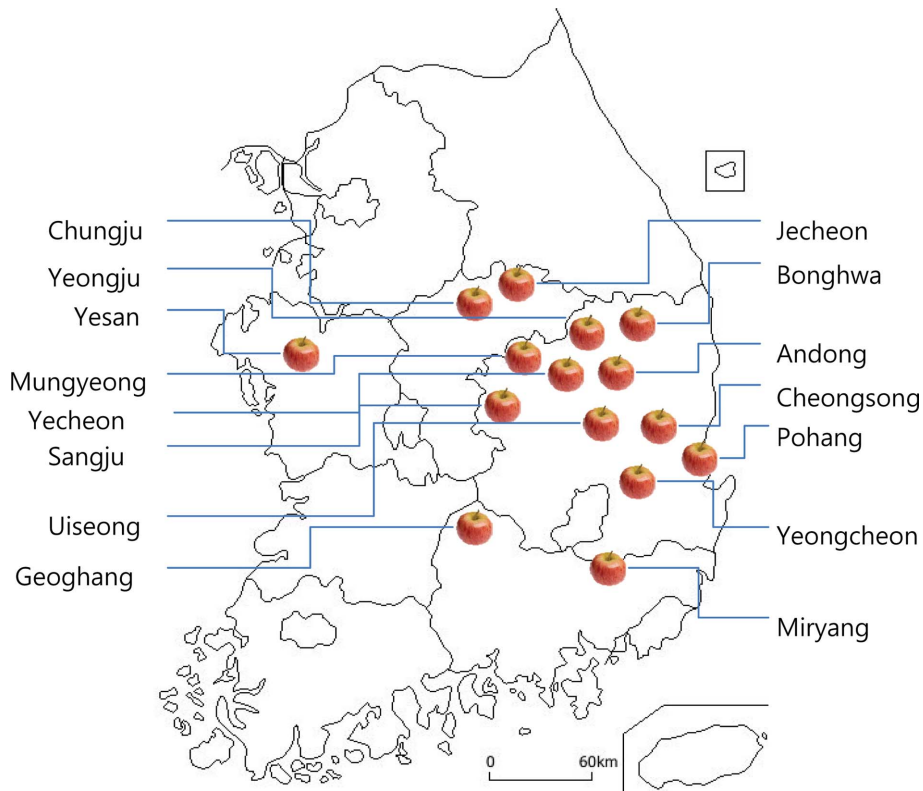 Chungju
Yeongju
Yesan
Mungyeong
Yecheon
Sangju
Uiseong
Geoghang
Jecheon
Bonghwa
Andong
Cheongsong
Pohang
Yeongcheon
Miryang
0 60km